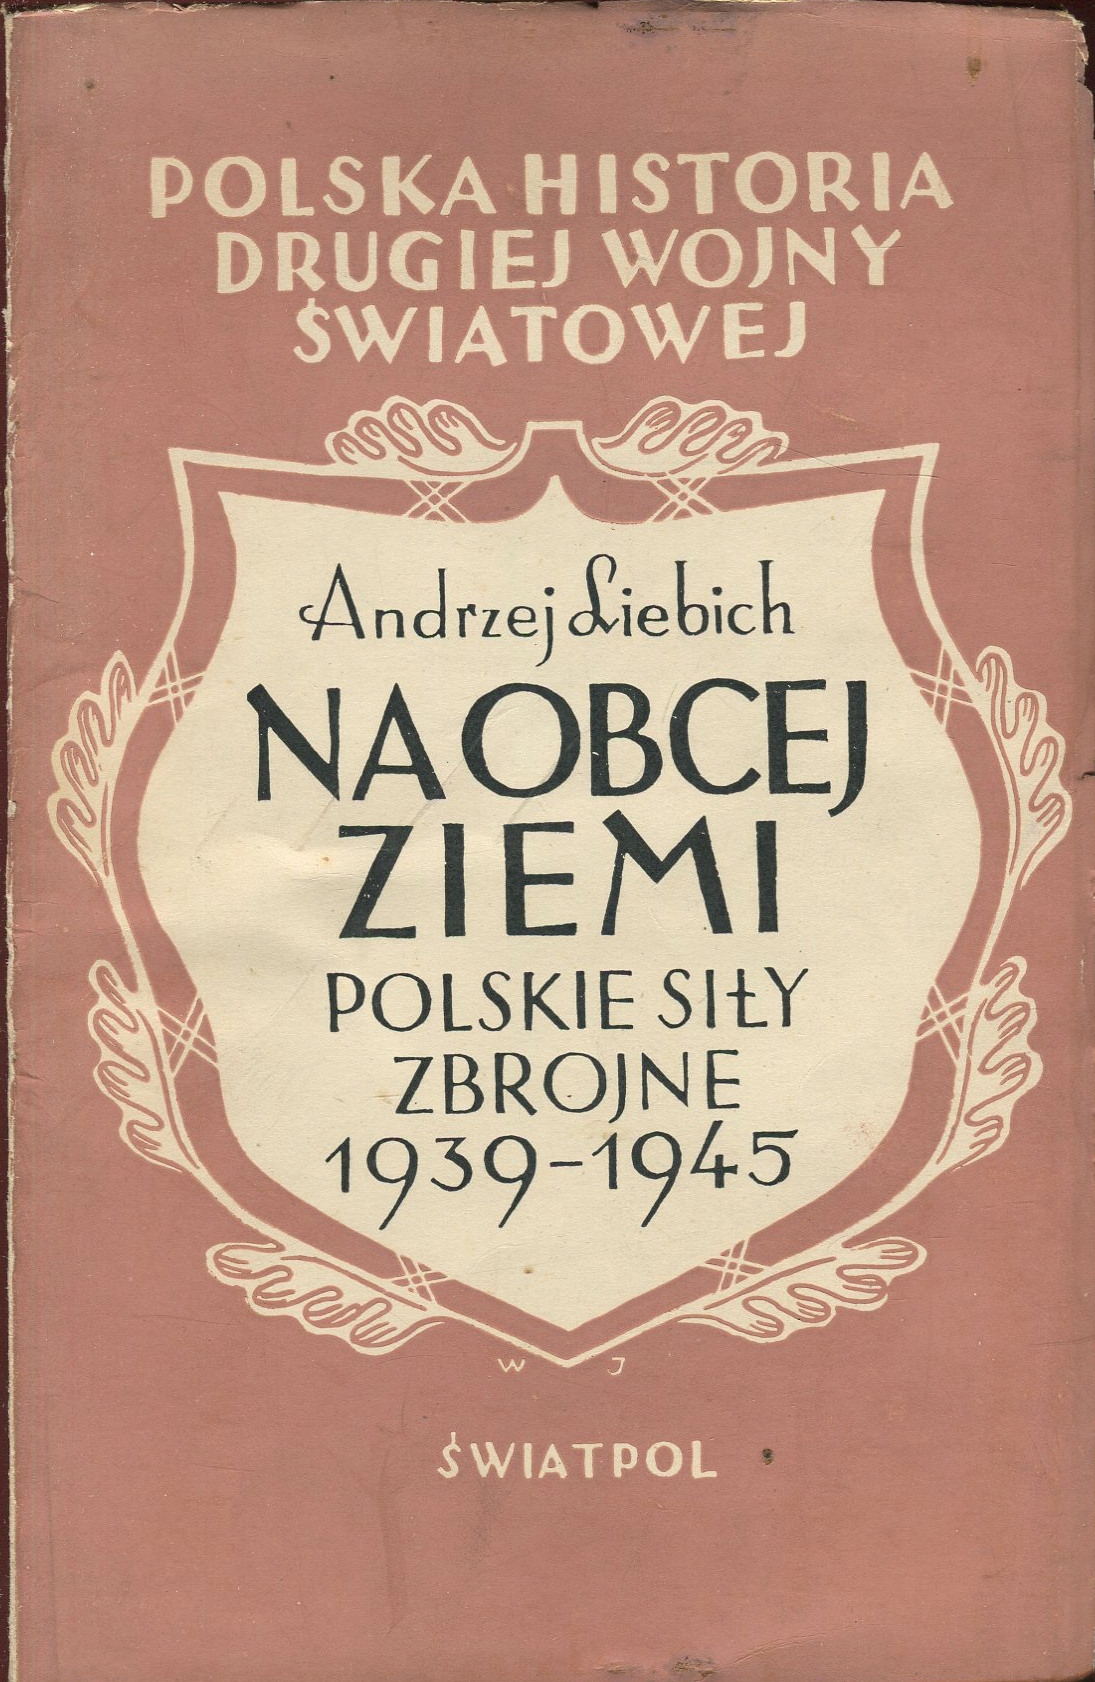 POLSKA HISTORIA
DRUGIEJ WOJNY
ŚWIATOWEJ
Andrzej Liebich
NA OBCEJ
ZIEMI
POLSKIE SIŁY
ZBROJNE
1939-1945
W J
ŚWIATPOL